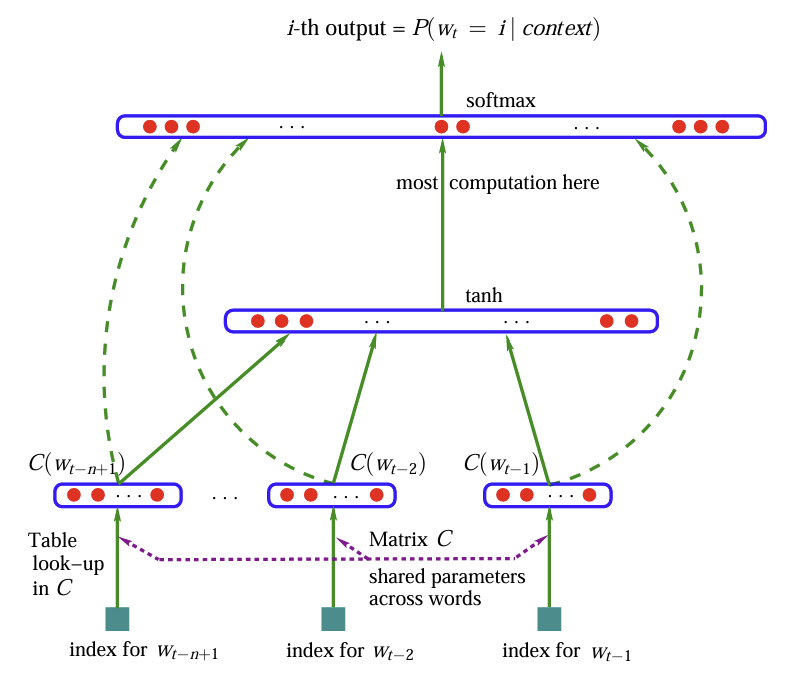 i-th output = P(w_t = i | context)
softmax
. . .
. . .
most computation here
tanh
. . .
. . .
C(w_{t−n+1})
C(w_{t−2})
C(w_{t−1})
. . .
. . .
. . .
. . .
Table
look−up
in C
Matrix C
shared parameters
across words
index for w_{t−n+1}
index for w_{t−2}
index for w_{t−1}